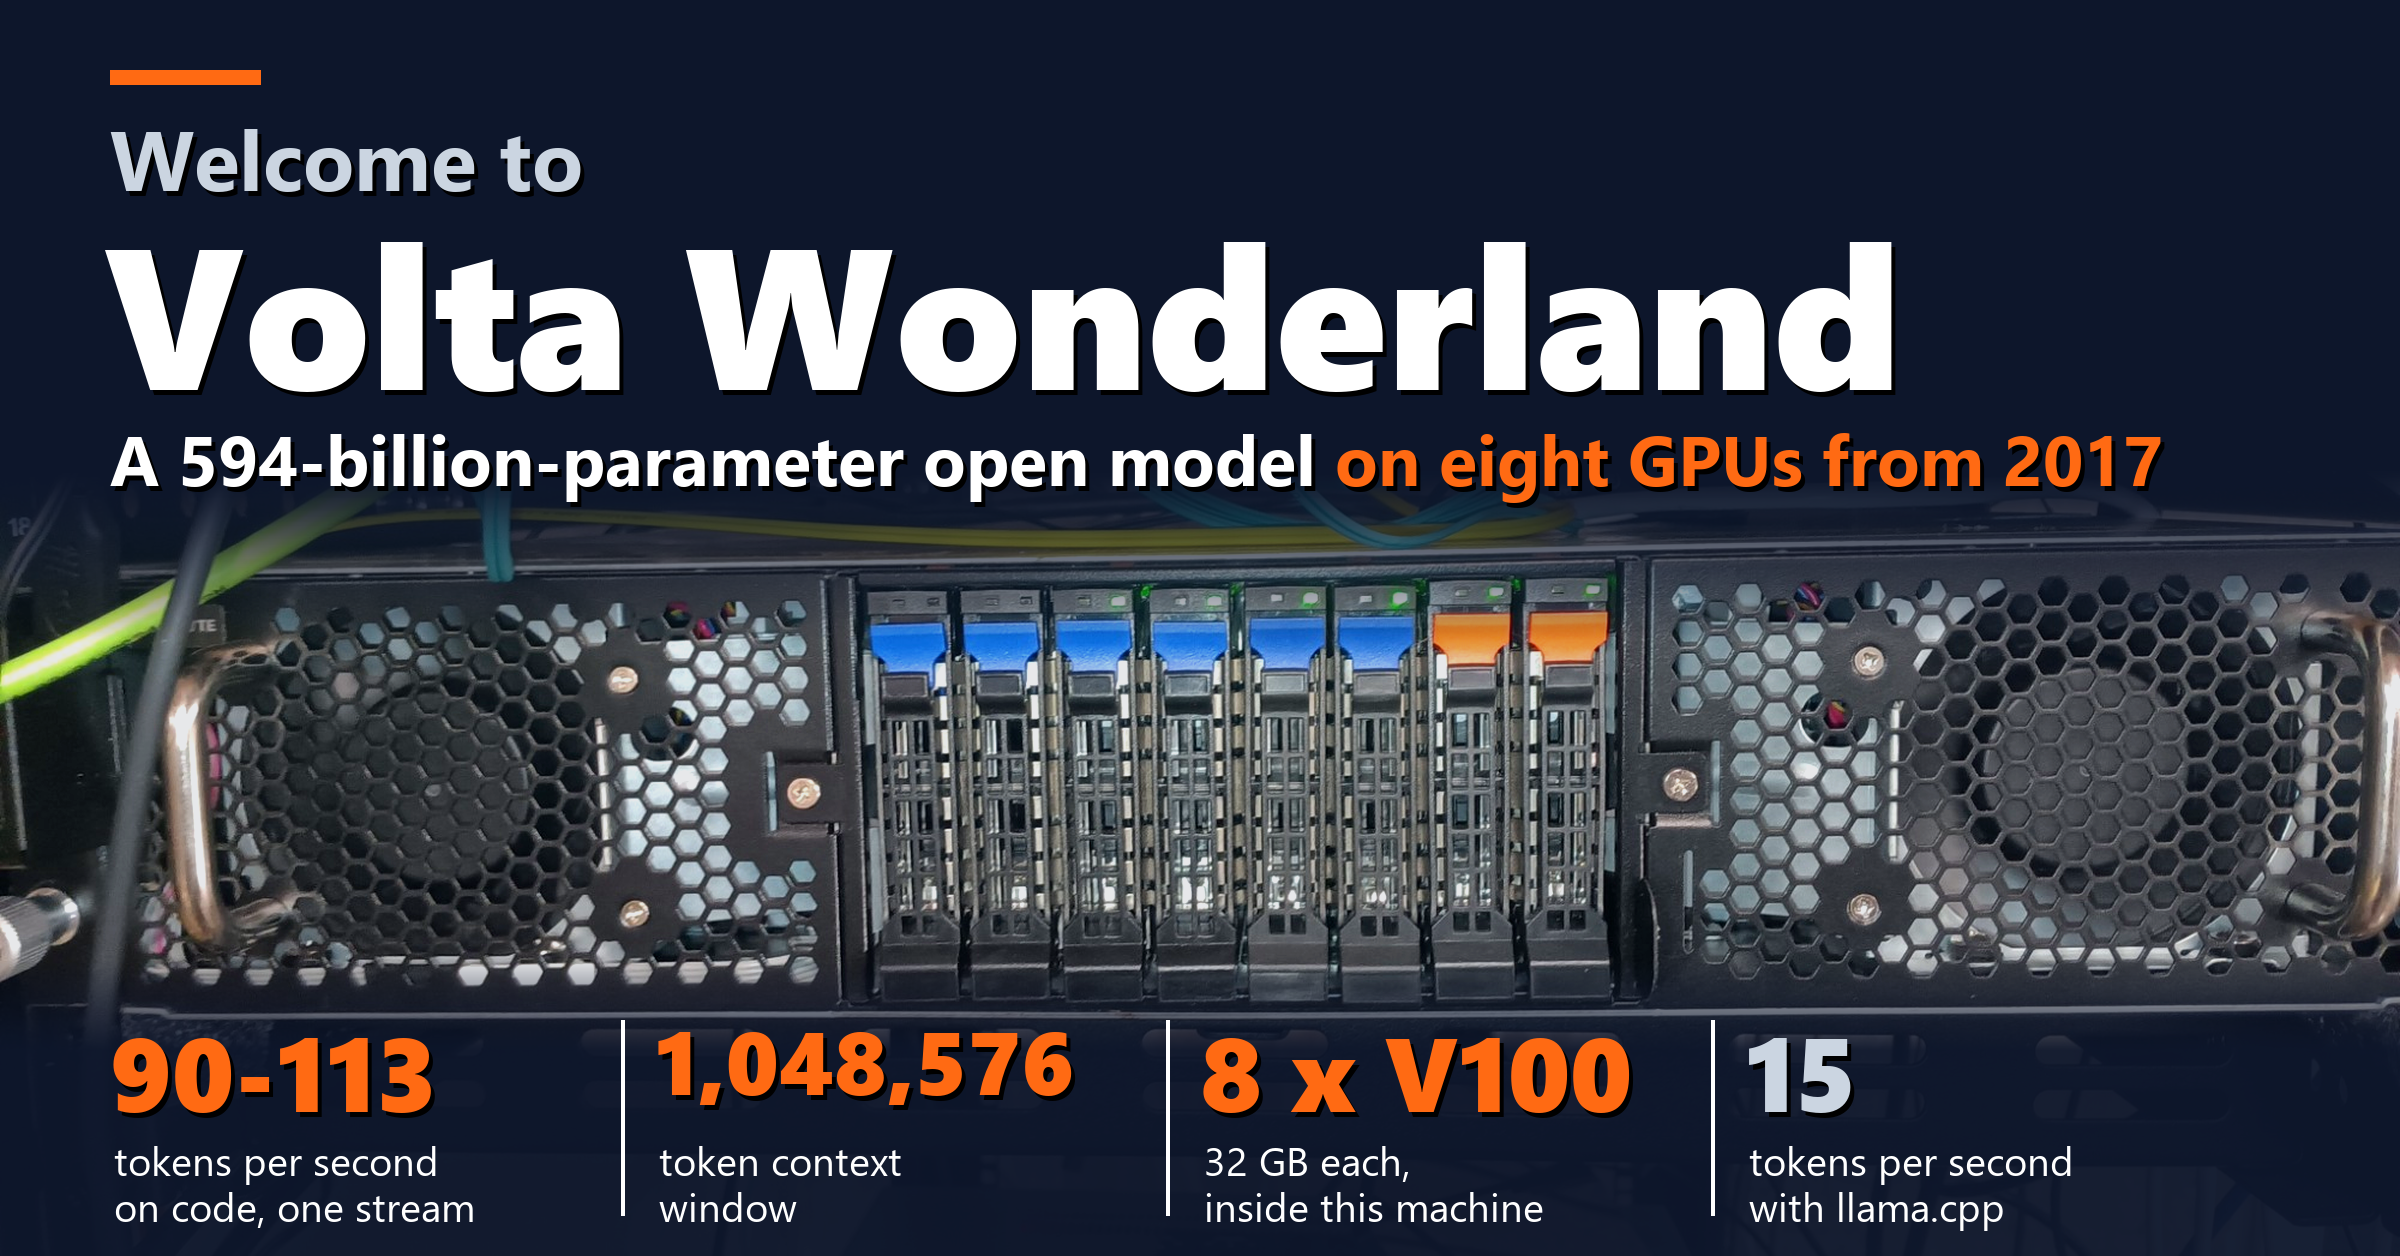 Welcome to
Volta Wonderland
A 594-billion-parameter open model on eight GPUs from 2017
18
90-113
tokens per second
on code, one stream
1,048,576
token context
window
8 x V100
32 GB each,
inside this machine
15
tokens per second
with llama.cpp